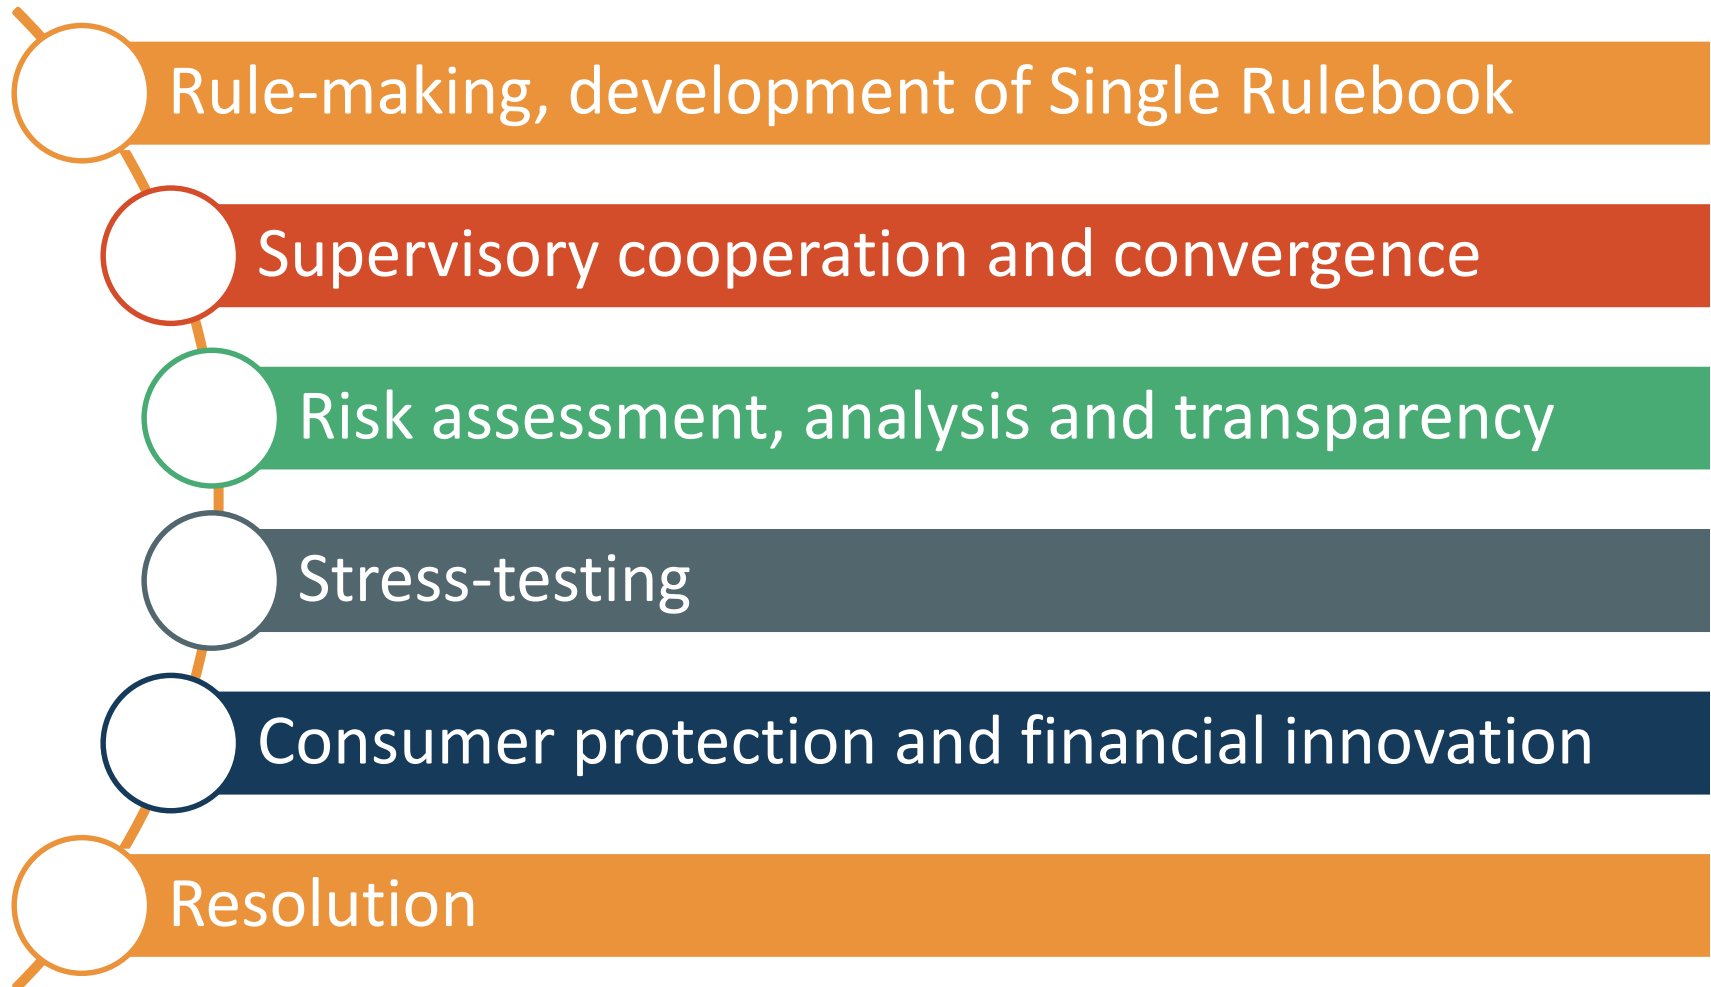 Rule-making, development of Single Rulebook
Supervisory cooperation and convergence
Risk assessment, analysis and transparency
Stress-testing
Consumer protection and financial innovation
Resolution